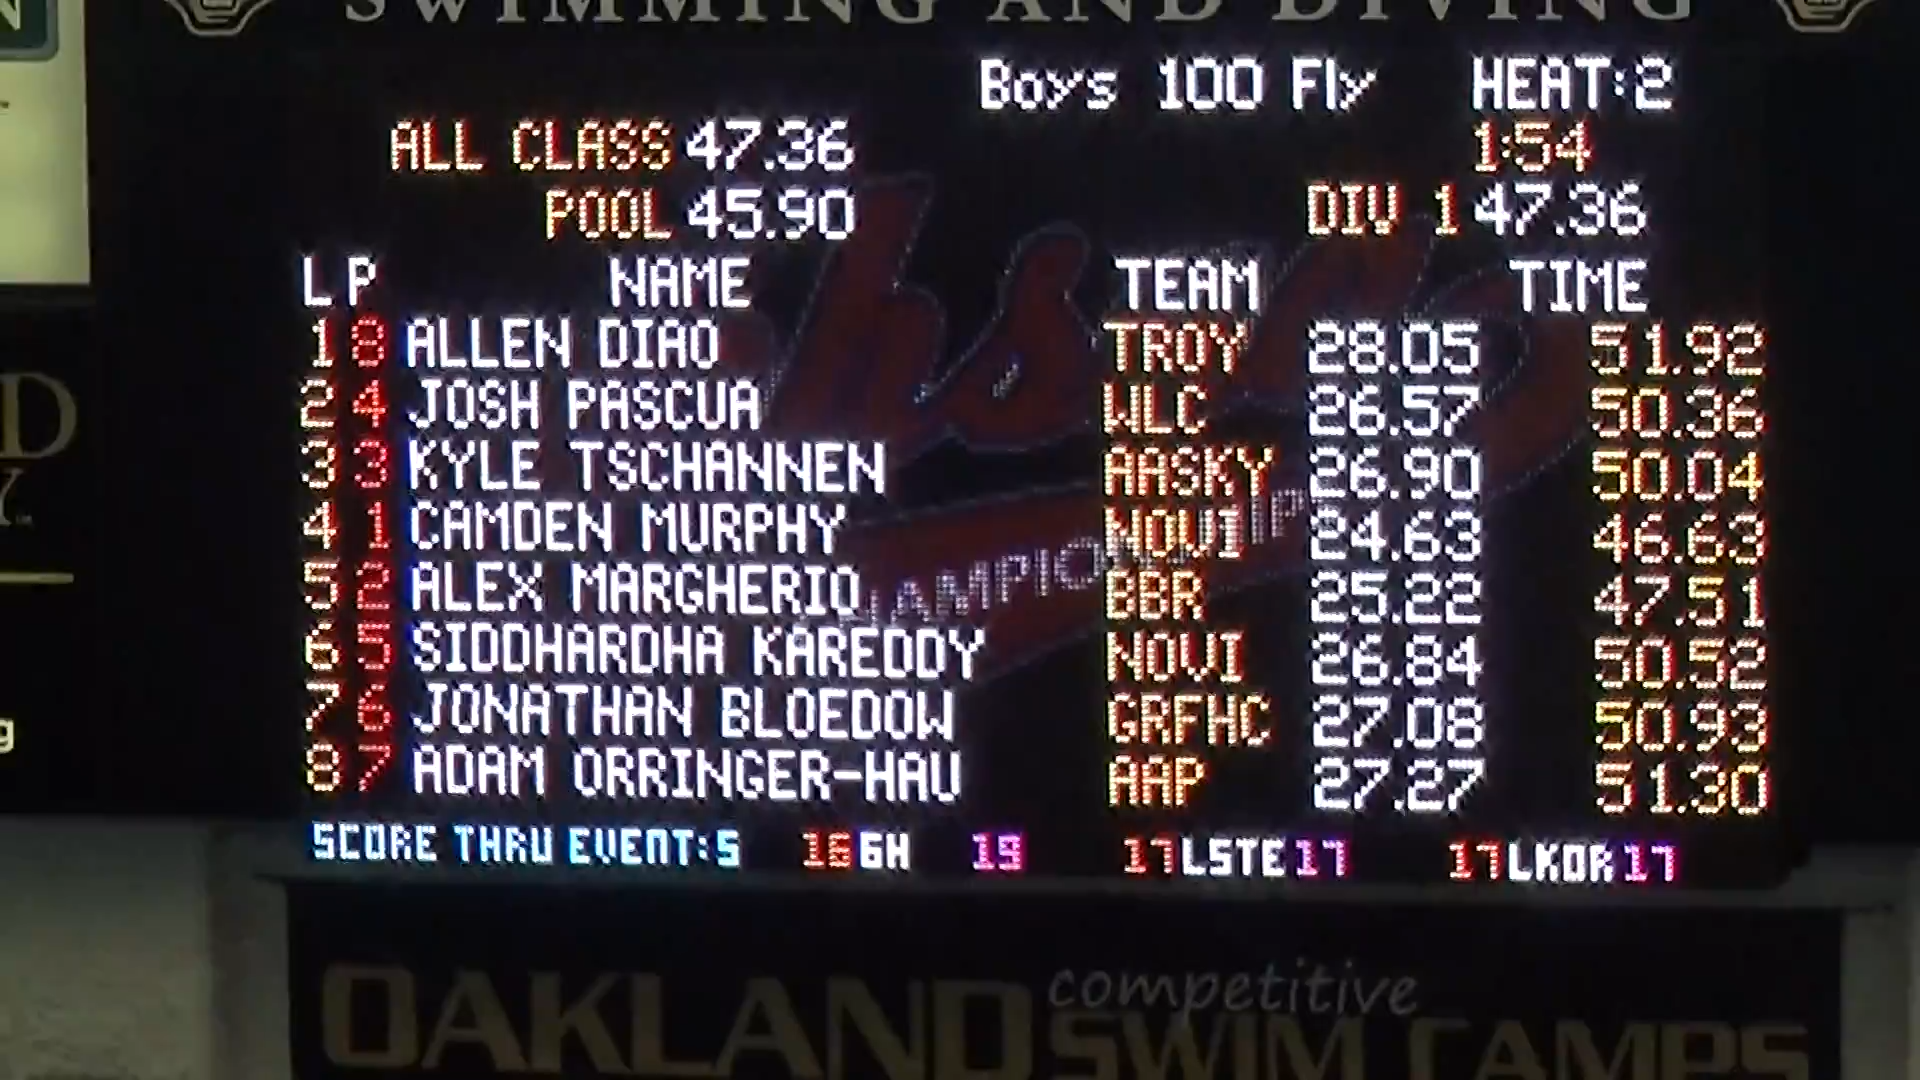 SWIMMING AND DIVING
Boys 100 Fly HEAT:2
ALL CLASS 47.36 1:54
POOL 45.90 DIV 1 47.36
L P NAME TEAM TIME
1 8 ALLEN DIAO TROY 28.05 51.92
2 4 JOSH PASCUA WLC 26.57 50.36
3 3 KYLE TSCHANNEN AASKY 26.90 50.04
4 1 CAMDEN MURPHY NOVI 24.63 46.63
5 2 ALEX MARGHERIO BBR 25.22 47.51
6 5 SIDDHARDHA KAREDDY NOVI 26.84 50.52
7 6 JONATHAN BLOEDOW GRFHC 27.08 50.93
8 7 ADAM ORRINGER-HAU AAP 27.27 51.30
SCORE THRU EVENT:5 16 GH 19 17 LSTE 17 17 LKOR 17
OAKLAND competitive
SWIM CAMPS